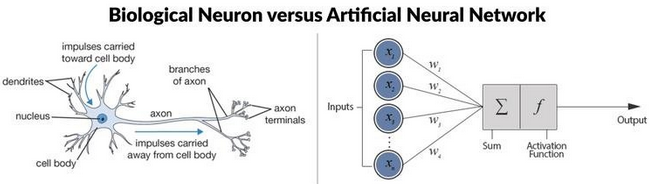 Biological Neuron versus Artificial Neural Network
impulses carried
toward cell body
dendrites
nucleus
cell body
axon
branches
of axon
axon
terminals
impulses carried
away from cell body
Inputs
x₁
x₂
x₃
xₙ
w₁
w₂
w₃
w₄
Σ
f
Sum
Activation
Function
Output